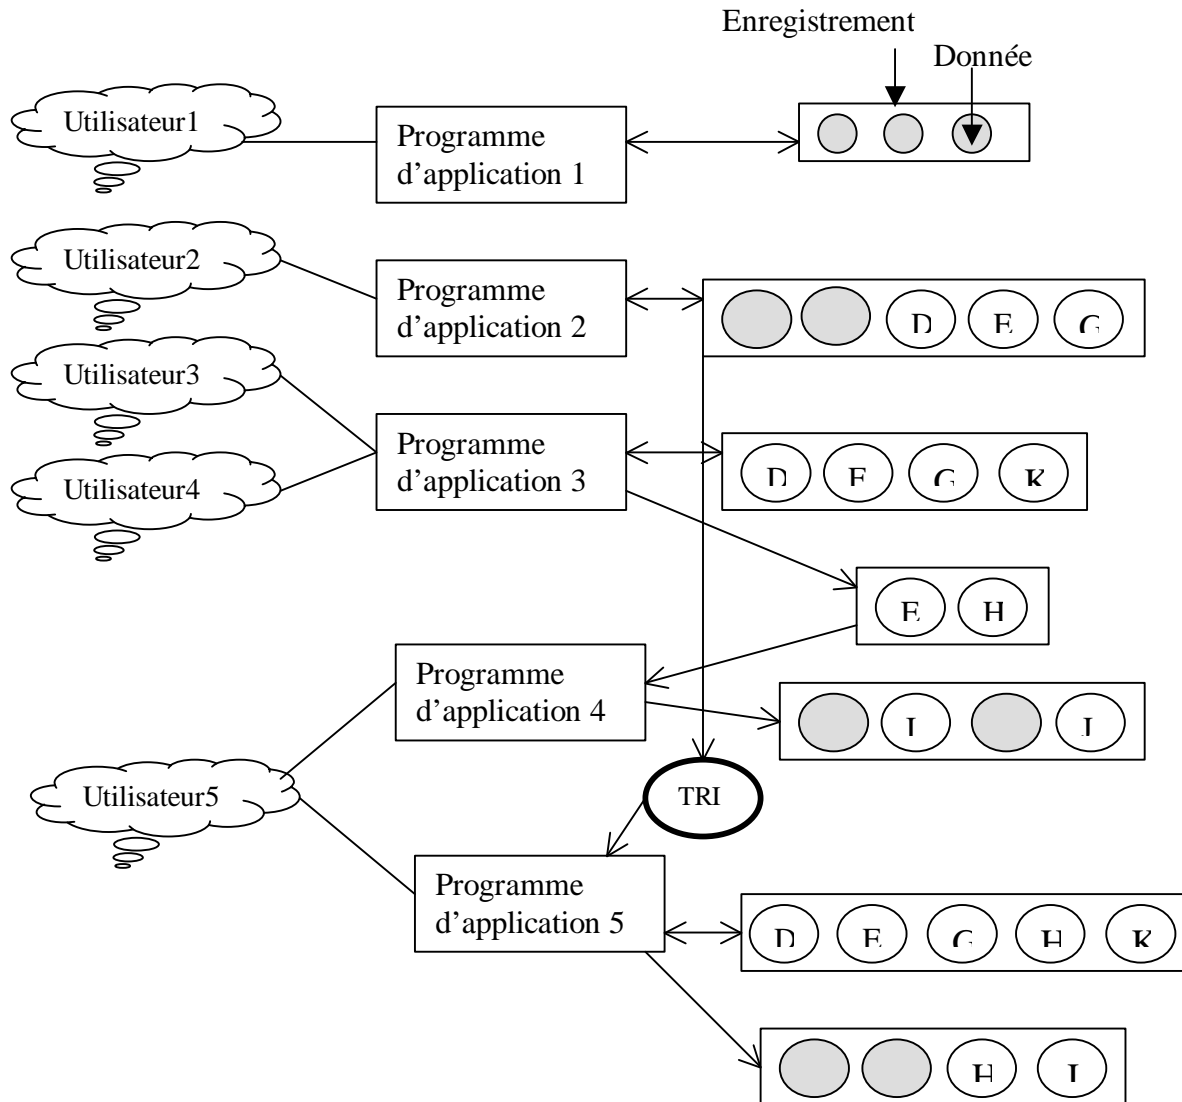 Enregistrement
Donnée
Utilisateur1
Programme
d’application 1
Utilisateur2
Programme
d’application 2
D E G
Utilisateur3
Programme
d’application 3
D E G K
Utilisateur4
E H
Programme
d’application 4
Utilisateur5
TRI
Programme
d’application 5
D E G H K
H